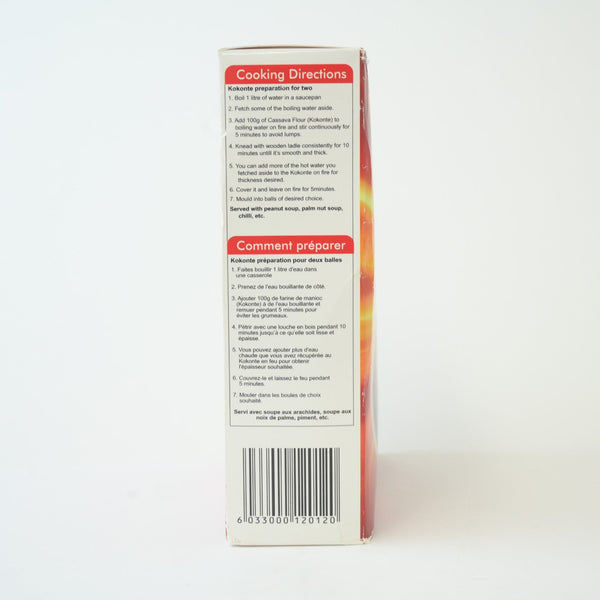 Cooking Directions
Kokonte preparation for two
1. Boil 1 litre of water in a saucepan
2. Fetch some of the boiling water aside.
3. Add 100g of Cassava Flour (Kokonte) to
boiling water on fire and stir continuously for
5 minutes to avoid lumps.
4. Knead with wooden ladle consistently for 10
minutes untill it's smooth and thick.
5. You can add more of the hot water you
fetched aside to the Kokonte on fire for
thickness desired.
6. Cover it and leave on fire for 5minules.
7. Mould into balls of desired choice.
Served with peanut soup, palm nut soup,
chilli, etc.
Comment préparer
Kokonte préparation pour deux balles
1. Faites bouillir 1 litre d'eau dans
une casserole
2. Prenez de l'eau bouillante de côté.
3. Ajouter 100g de farine de manioc
(Kokonte) à de l'eau bouillante et
remuer pendant 5 minutes pour
éviter les grumeaux.
4. Pétrir avec une louche en bois pendant 10
minutes jusqu'à ce qu'elle soit lisse et
épaisse.
5. Vous pouvez ajouter plus d'eau
chaude que vous avez récupérée au
Kokonte en feu pour obtenir
l'épaisseur souhaitée.
6. Couvrez-le et laissez le feu pendant
5 minutes.
7. Mouler dans les boules de choix
souhaité.
Servi avec soupe aux arachides, soupe aux
noix de palme, piment, etc.
6 033000 120120